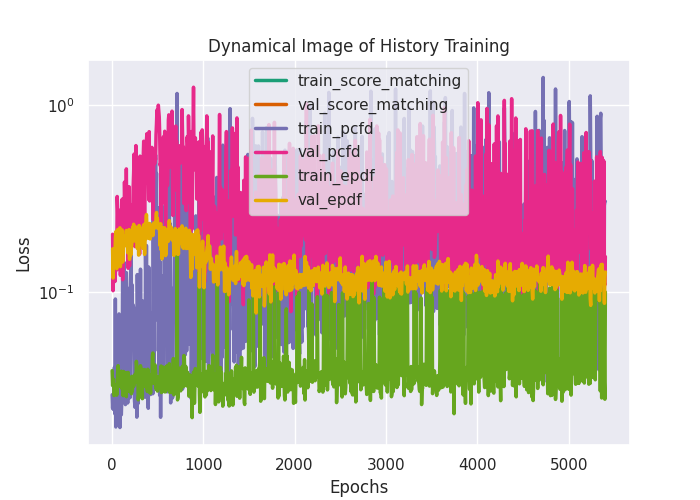 Dynamical Image of History Training
train_score_matching
val_score_matching
train_pcfd
val_pcfd
train_epdf
val_epdf
10⁰
10⁻¹
Loss
0 1000 2000 3000 4000 5000
Epochs